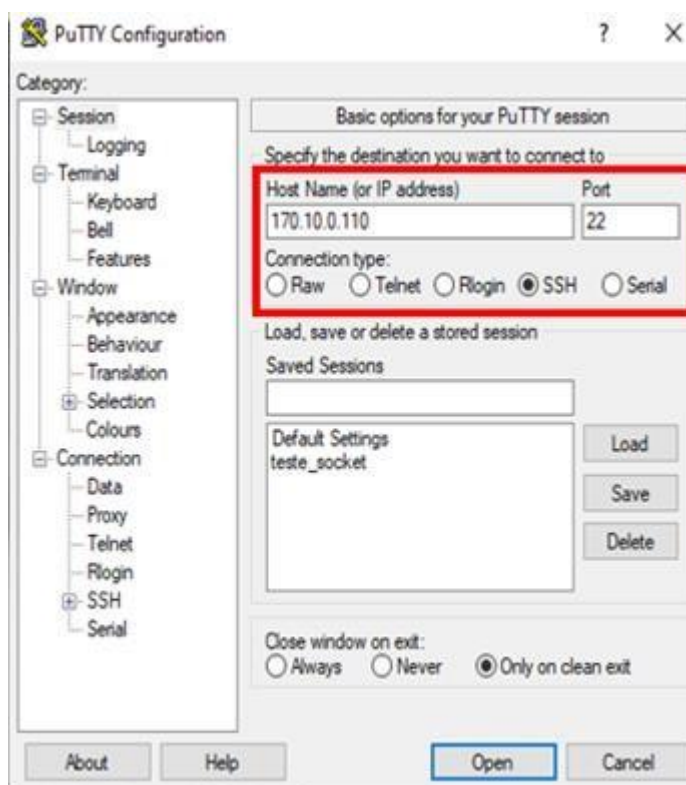 PuTTY Configuration
?
X
Category:
Session
Logging
Terminal
Keyboard
Bell
Features
Window
Appearance
Behaviour
Translation
Selection
Colours
Connection
Data
Proxy
Telnet
Rlogin
SSH
Serial
Basic options for your PuTTY session
Specify the destination you want to connect to
Host Name (or IP address) Port
170.10.0.110 22
Connection type:
Raw Telnet Rlogin SSH Serial
Load, save or delete a stored session
Saved Sessions
Default Settings
teste_socket
Load
Save
Delete
Close window on exit:
Always Never Only on clean exit
About Help Open Cancel